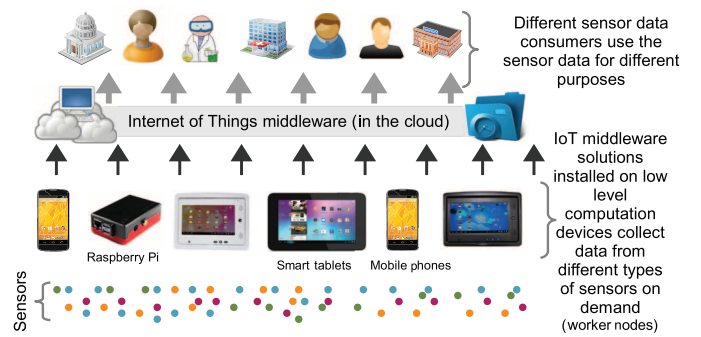 Different sensor data
consumers use the
sensor data for different
purposes
Internet of Things middleware (in the cloud)
IoT middleware
solutions
installed on low
level
computation
devices collect
data from
different types
of sensors on
demand
(worker nodes)
Raspberry Pi
Smart tablets
Mobile phones
Sensors